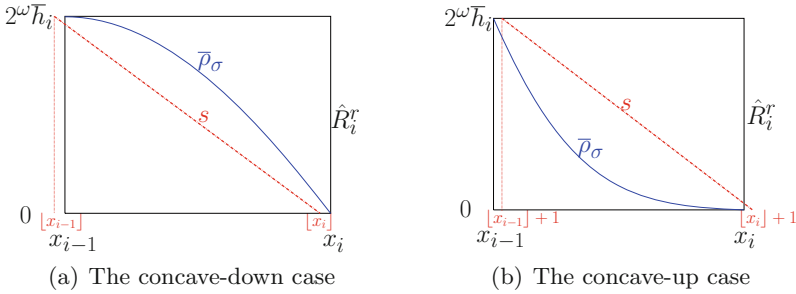 2^ω h̅_i
ρ̅_σ
s
R̂_i^r
0
⌊x_{i-1}⌋
⌊x_i⌋
x_{i-1}
x_i
(a) The concave-down case
2^ω h̅_i
s
R̂_i^r
ρ̅_σ
0
⌊x_{i-1}⌋ + 1
⌊x_i⌋ + 1
x_{i-1}
x_i
(b) The concave-up case